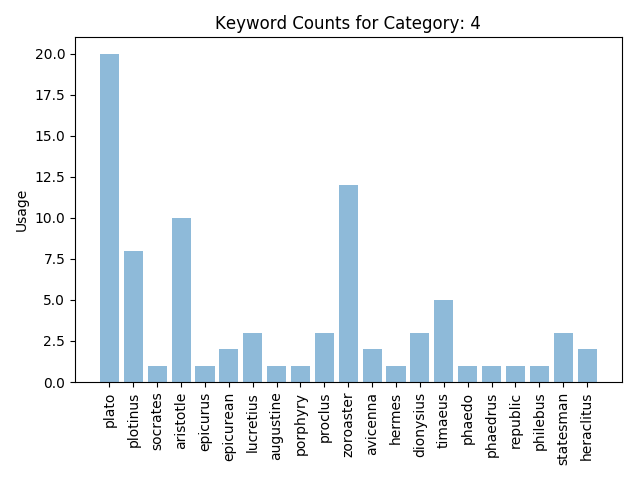 Keyword Counts for Category: 4
Usage
20.0
17.5
15.0
12.5
10.0
7.5
5.0
2.5
0.0
plato
plotinus
socrates
aristotle
epicurus
epicurean
lucretius
augustine
porphyry
proclus
zoroaster
avicenna
hermes
dionysius
timaeus
phaedo
phaedrus
republic
philebus
statesman
heraclitus